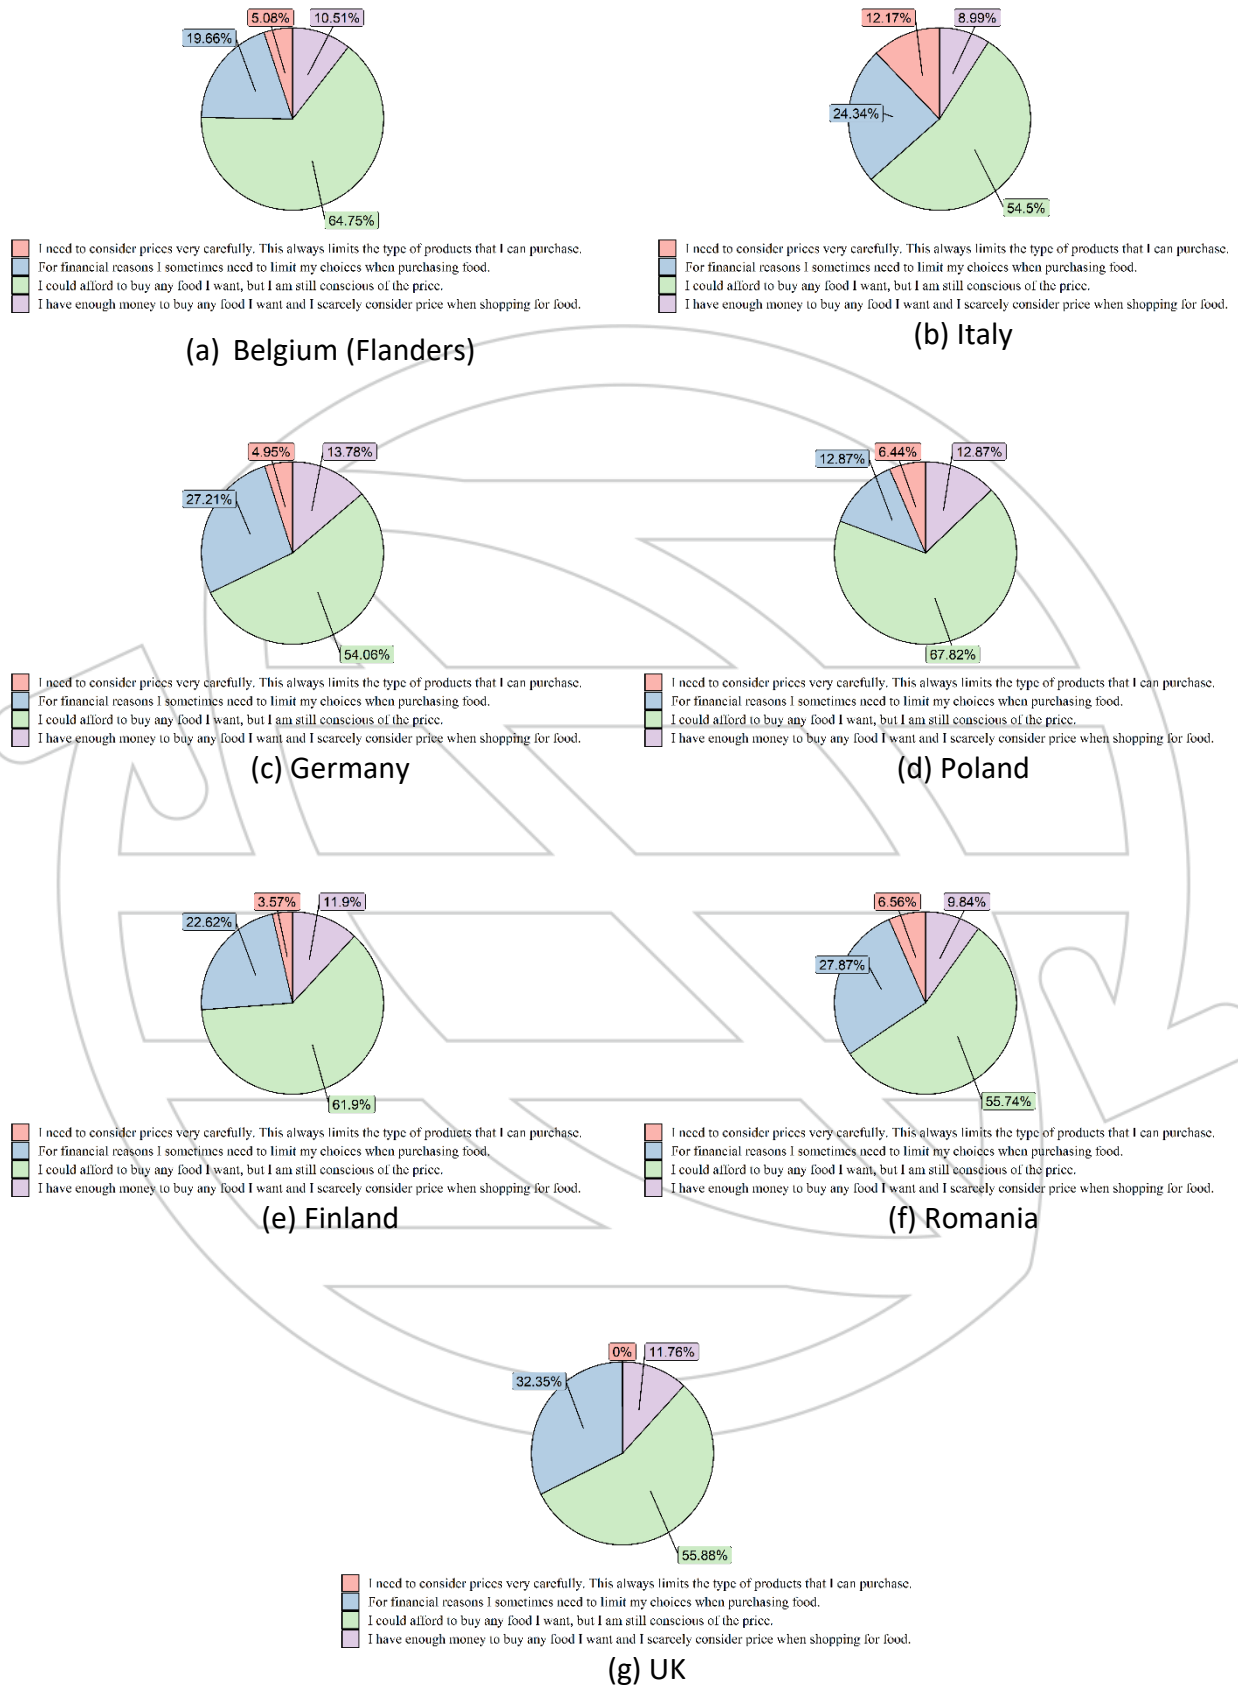 5.08%
10.51%
19.66%
64.75%
I need to consider prices very carefully. This always limits the type of products that I can purchase.
For financial reasons I sometimes need to limit my choices when purchasing food.
I could afford to buy any food I want, but I am still conscious of the price.
I have enough money to buy any food I want and I scarcely consider price when shopping for food.
(a) Belgium (Flanders)
12.17%
8.99%
24.34%
54.5%
I need to consider prices very carefully. This always limits the type of products that I can purchase.
For financial reasons I sometimes need to limit my choices when purchasing food.
I could afford to buy any food I want, but I am still conscious of the price.
I have enough money to buy any food I want and I scarcely consider price when shopping for food.
(b) Italy
4.95%
13.78%
27.21%
54.06%
I need to consider prices very carefully. This always limits the type of products that I can purchase.
For financial reasons I sometimes need to limit my choices when purchasing food.
I could afford to buy any food I want, but I am still conscious of the price.
I have enough money to buy any food I want and I scarcely consider price when shopping for food.
(c) Germany
12.87%
6.44%
12.87%
67.82%
I need to consider prices very carefully. This always limits the type of products that I can purchase.
For financial reasons I sometimes need to limit my choices when purchasing food.
I could afford to buy any food I want, but I am still conscious of the price.
I have enough money to buy any food I want and I scarcely consider price when shopping for food.
(d) Poland
3.57%
11.9%
22.62%
61.9%
I need to consider prices very carefully. This always limits the type of products that I can purchase.
For financial reasons I sometimes need to limit my choices when purchasing food.
I could afford to buy any food I want, but I am still conscious of the price.
I have enough money to buy any food I want and I scarcely consider price when shopping for food.
(e) Finland
6.56%
9.84%
27.87%
55.74%
I need to consider prices very carefully. This always limits the type of products that I can purchase.
For financial reasons I sometimes need to limit my choices when purchasing food.
I could afford to buy any food I want, but I am still conscious of the price.
I have enough money to buy any food I want and I scarcely consider price when shopping for food.
(f) Romania
0%
11.76%
32.35%
55.88%
I need to consider prices very carefully. This always limits the type of products that I can purchase.
For financial reasons I sometimes need to limit my choices when purchasing food.
I could afford to buy any food I want, but I am still conscious of the price.
I have enough money to buy any food I want and I scarcely consider price when shopping for food.
(g) UK